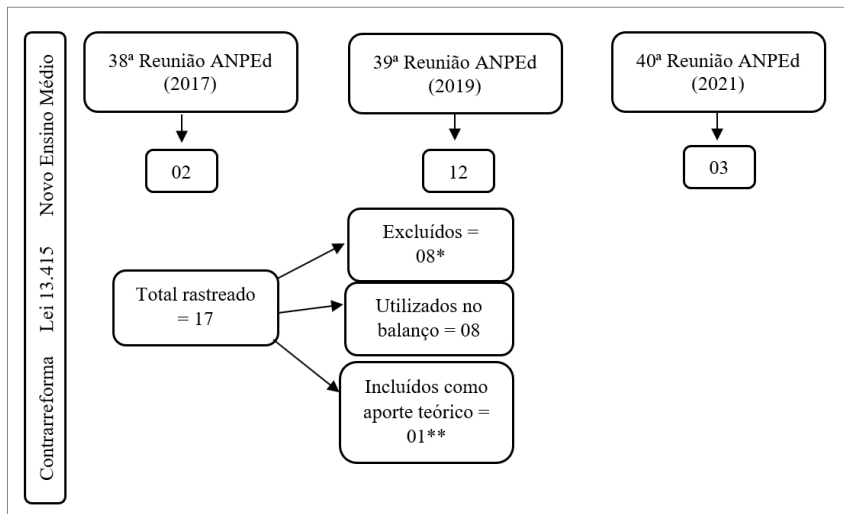 Contrarreforma Lei 13.415 Novo Ensino Médio
38ª Reunião ANPEd
(2017)
39ª Reunião ANPEd
(2019)
40ª Reunião ANPEd
(2021)
02
12
03
Total rastreado
= 17
Excluídos =
08*
Utilizados no
balanço = 08
Incluídos como
aporte teórico =
01**